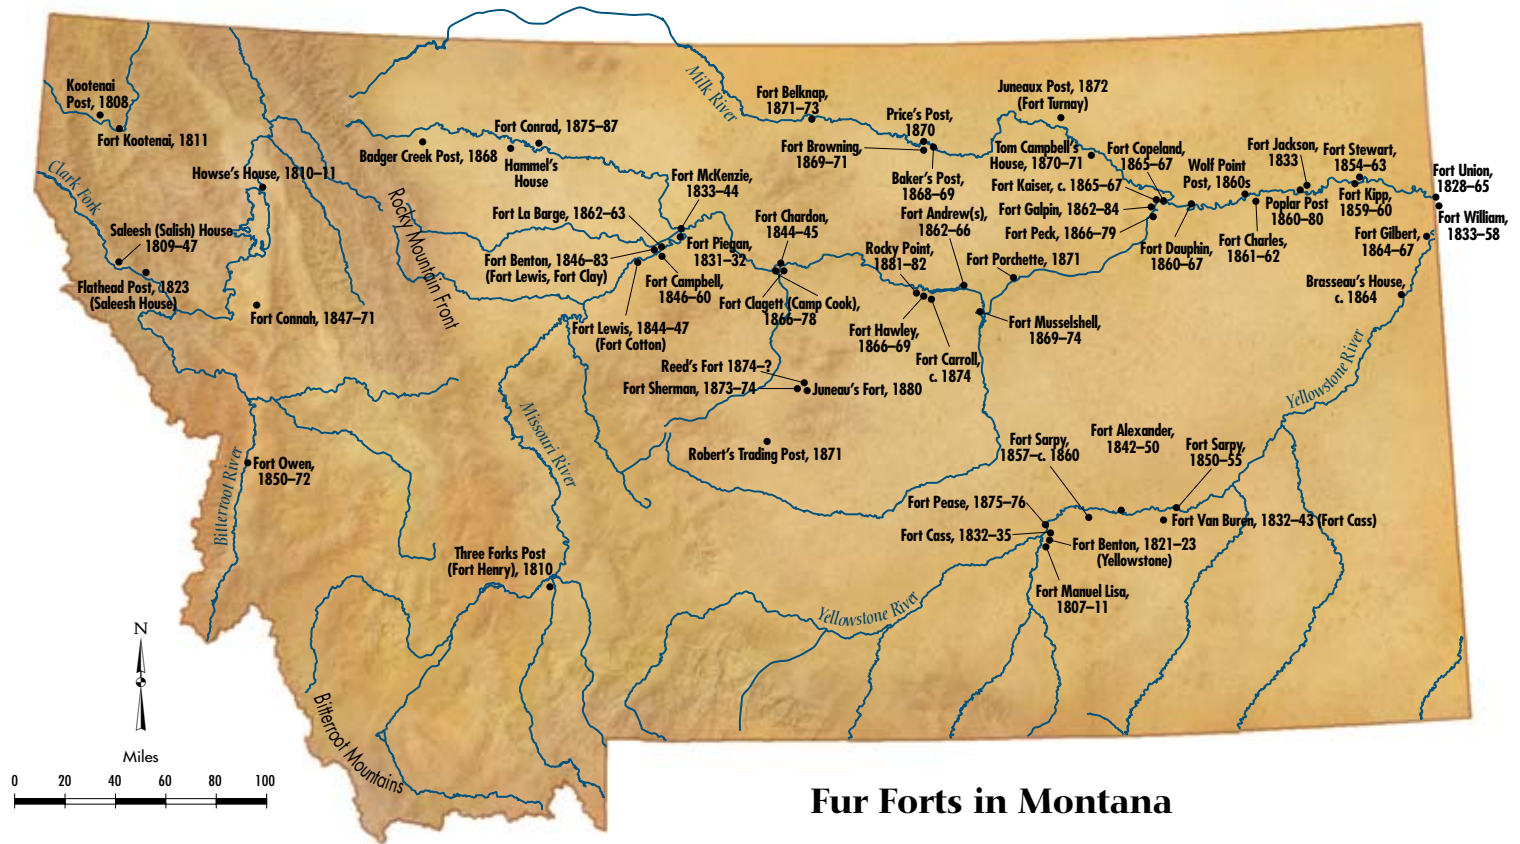 Kootenai
Post, 1808
Fort Kootenai, 1811
Clark Fork
Howse's House, 1810–11
Saleesh (Salish) House
1809–47
Flathead Post, 1823
(Saleesh House)
Fort Connah, 1847–71
Bitterroot River
Fort Owen,
1850–72
Three Forks Post
(Fort Henry), 1810
Bitterroot Mountains
Rocky Mountain Front
Badger Creek Post, 1868
Fort Conrad, 1875–87
Hammel's
House
Fort McKenzie,
1833–44
Fort La Barge, 1862–63
Fort Benton, 1846–83
(Fort Lewis, Fort Clay)
Fort Piegan,
1831–32
Fort Campbell,
1846–60
Fort Lewis, 1844–47
(Fort Cotton)
Missouri River
Milk River
Fort Belknap,
1871–73
Fort Browning,
1869–71
Price's Post,
1870
Baker's Post,
1868–69
Fort Chardon,
1844–45
Fort Clagett (Camp Cook),
1866–78
Rocky Point,
1881–82
Fort Andrew(s),
1862–66
Fort Hawley,
1866–69
Fort Carroll,
c. 1874
Fort Porchette, 1871
Fort Musselshell,
1869–74
Reed's Fort 1874–?
Fort Sherman, 1873–74
Juneau's Fort, 1880
Robert's Trading Post, 1871
Juneaux Post, 1872
(Fort Turnay)
Tom Campbell's
House, 1870–71
Fort Copeland,
1865–67
Fort Kaiser, c. 1865–67
Fort Galpin, 1862–84
Fort Peck, 1866–79
Fort Dauphin,
1860–67
Wolf Point
Post, 1860s
Fort Charles,
1861–62
Fort Jackson,
1833
Poplar Post
1860–80
Fort Stewart,
1854–63
Fort Kipp,
1859–60
Fort Union,
1828–65
Fort William,
1833–58
Fort Gilbert,
1864–67
Brasseau's House,
c. 1864
Yellowstone River
Fort Sarpy,
1857–c. 1860
Fort Alexander,
1842–50
Fort Sarpy,
1850–55
Fort Pease, 1875–76
Fort Cass, 1832–35
Fort Van Buren, 1832–43 (Fort Cass)
Fort Benton, 1821–23
(Yellowstone)
Fort Manuel Lisa,
1807–11
Yellowstone River
N
Miles
0 20 40 60 80 100
Fur Forts in Montana